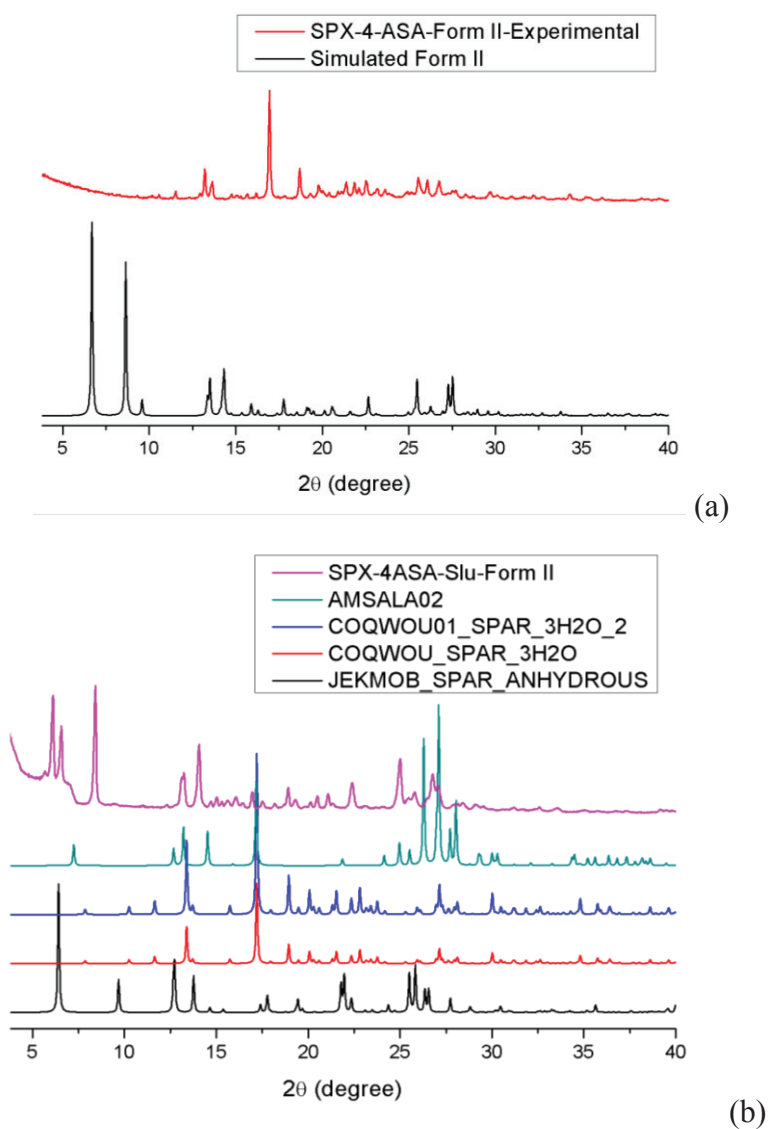 SPX-4-ASA-Form II-Experimental
Simulated Form II
5 10 15 20 25 30 35 40
2θ (degree)
(a)
SPX-4ASA-Slu-Form II
AMSALA02
COQWOU01_SPAR_3H2O_2
COQWOU_SPAR_3H2O
JEKMOB_SPAR_ANHYDROUS
5 10 15 20 25 30 35 40
2θ (degree)
(b)